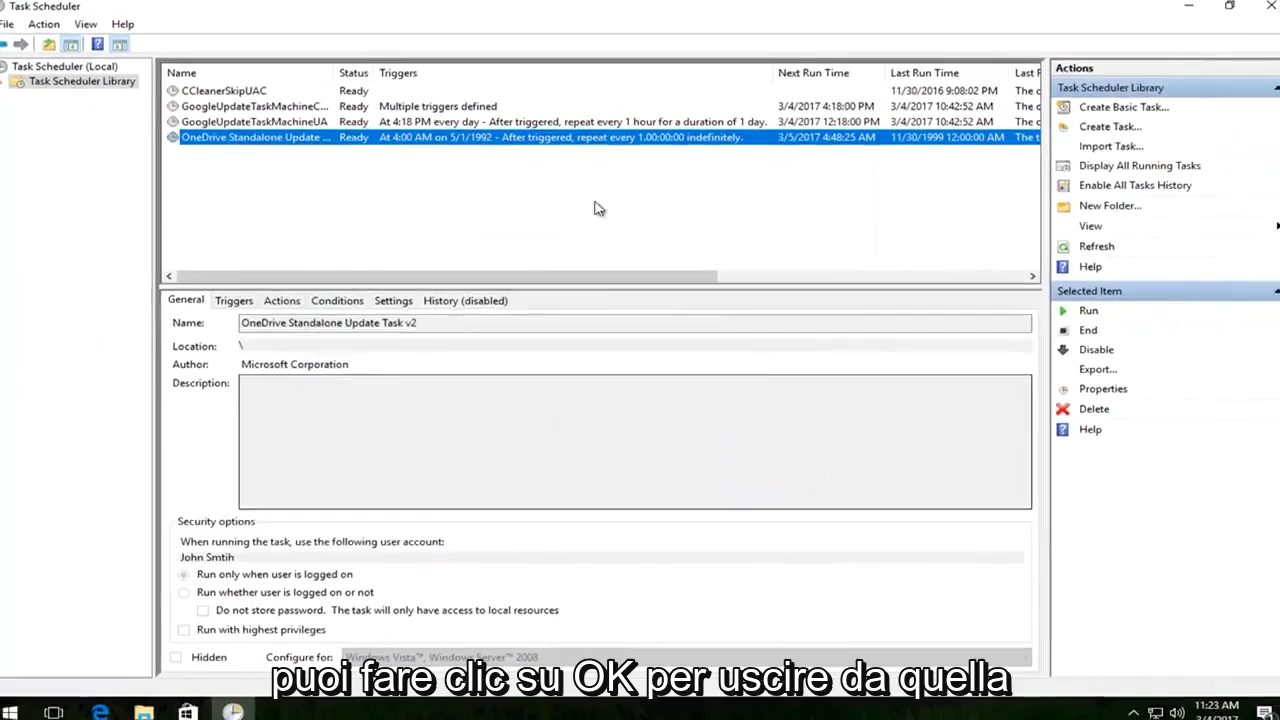 Task Scheduler
File Action View Help
Task Scheduler (Local)
Task Scheduler Library
Name Status Triggers Next Run Time Last Run Time Last R
CCleanerSkipUAC Ready 11/30/2016 9:08:02 PM The o
GoogleUpdateTaskMachineC... Ready Multiple triggers defined 3/4/2017 4:18:00 PM 3/4/2017 10:42:52 AM The o
GoogleUpdateTaskMachineUA Ready At 4:18 PM every day - After triggered, repeat every 1 hour for a duration of 1 day. 3/4/2017 12:18:00 PM 3/4/2017 10:42:52 AM The o
OneDrive Standalone Update ... Ready At 4:00 AM on 5/1/1992 - After triggered, repeat every 1.00:00:00 indefinitely. 3/5/2017 4:48:25 AM 11/30/1999 12:00:00 AM The t
General Triggers Actions Conditions Settings History (disabled)
Name: OneDrive Standalone Update Task v2
Location: \
Author: Microsoft Corporation
Description:
Security options
When running the task, use the following user account:
John Smtih
Run only when user is logged on
Run whether user is logged on or not
Do not store password. The task will only have access to local resources
Run with highest privileges
Hidden Configure for: Windows Vista™, Windows Server™ 2008
Actions
Task Scheduler Library
Create Basic Task...
Create Task...
Import Task...
Display All Running Tasks
Enable All Tasks History
New Folder...
View
Refresh
Help
Selected Item
Run
End
Disable
Export...
Properties
Delete
Help
puoi fare clic su OK per uscire da quella
11:23 AM